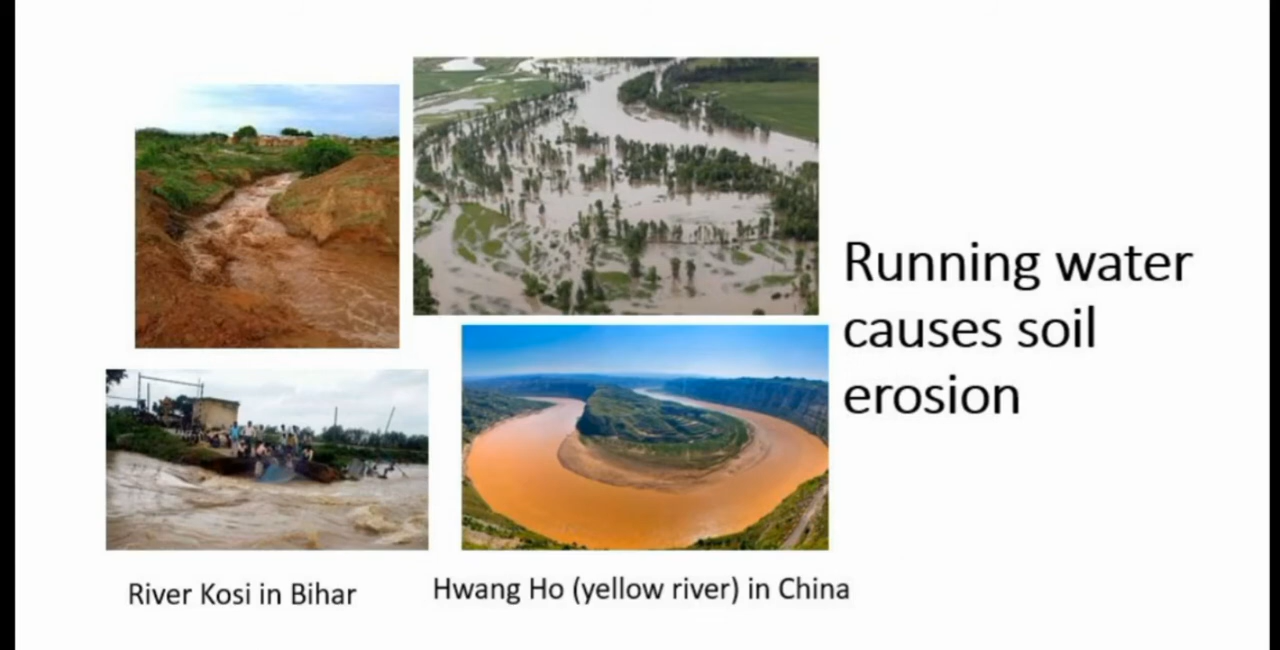 Running water
causes soil
erosion
River Kosi in Bihar
Hwang Ho (yellow river) in China